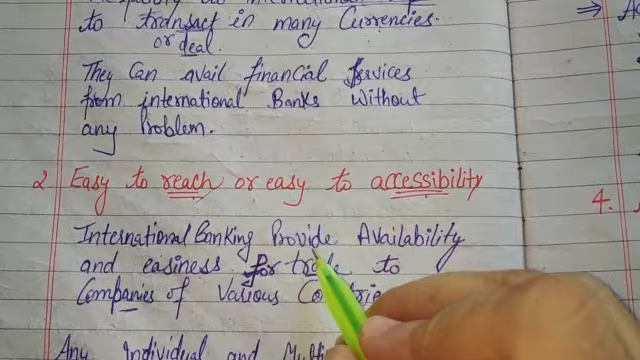 to transact in many Currencies.
or deal.
They Can avail financial Services
from international Banks Without
any Problem.
2 Easy to reach or easy to accessibility
International Banking Provide Availability
and easiness for trade to
Companies of Various
Any Individual and
4.